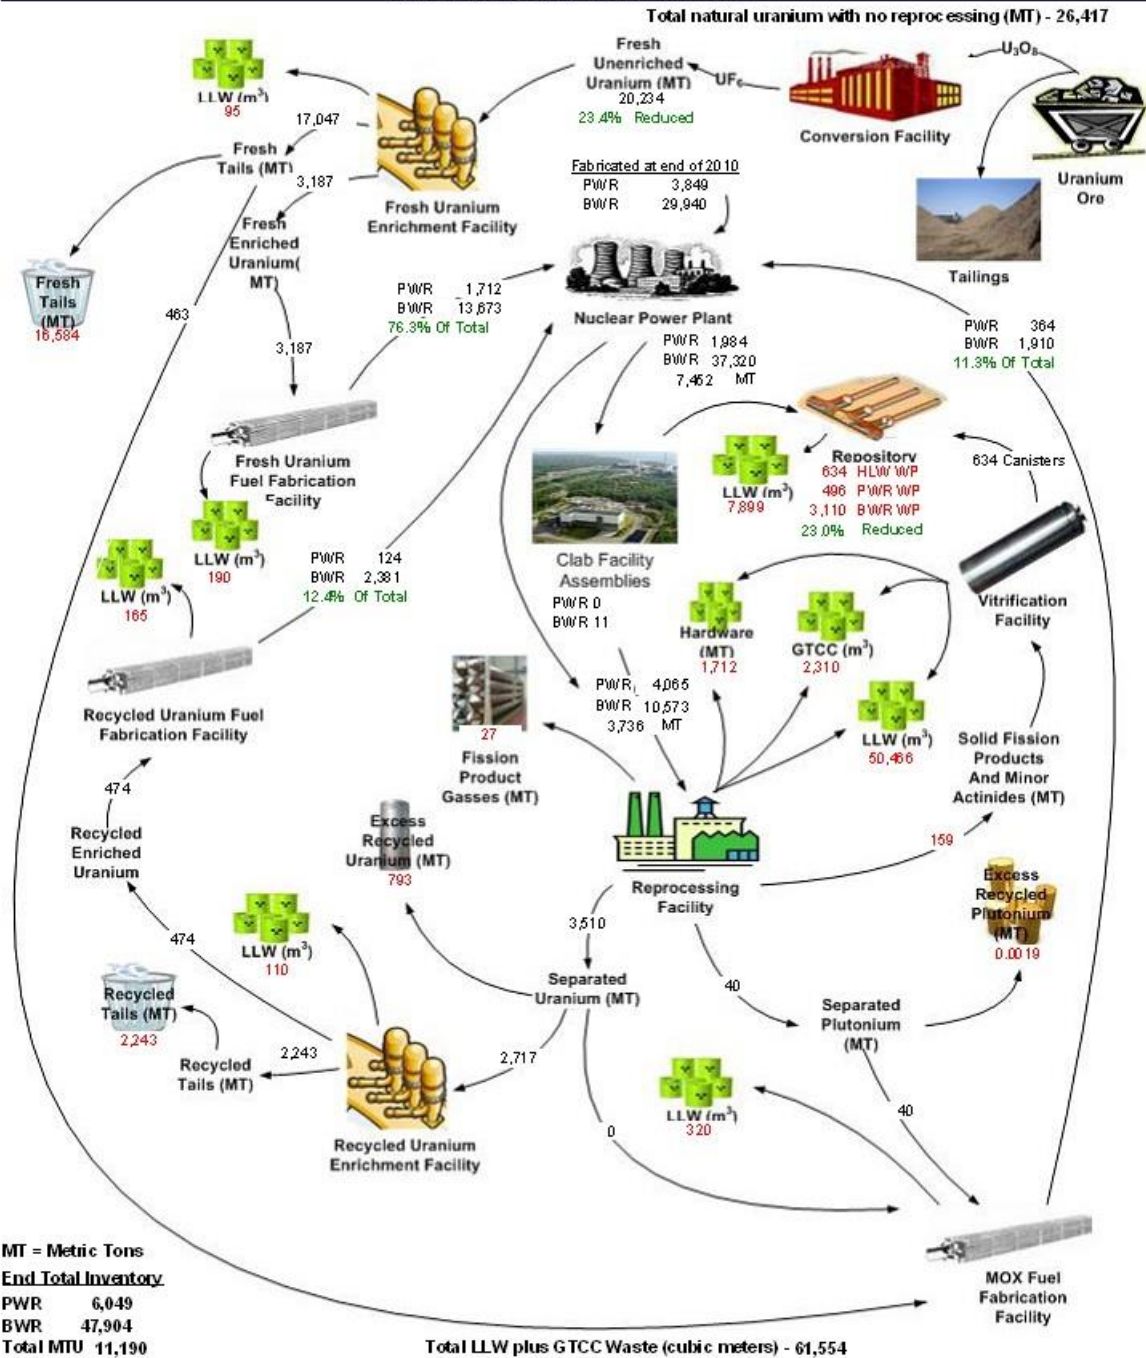 Total natural uranium with no reprocessing (MT) - 26,417
LLW (m³)
95
Fresh
Unenriched
Uranium (MT)
20,234
23.4% Reduced
UF₆
U₃O₈
Conversion Facility
Uranium
Ore
Tailings
17,047
Fresh
Tails (MT)
3,187
Fresh
Enriched
Uranium(
MT)
Fresh Uranium
Enrichment Facility
Fabricated at end of 2010
PWR 3,849
BWR 29,940
Fresh
Tails
(MT)
16,584
463
3,187
PWR 1,712
BWR 13,673
76.3% Of Total
Nuclear Power Plant
PWR 1,984
BWR 37,320
7,452 MT
PWR 364
BWR 1,910
11.3% Of Total
Fresh Uranium
Fuel Fabrication
Facility
LLW (m³)
190
LLW (m³)
165
PWR 124
BWR 2,381
12.4% Of Total
Clab Facility
Assemblies
PWR 0
BWR 11
LLW (m³)
7,899
Repository
634 HLW WP
496 PWR WP
3,110 BWR WP
23.0% Reduced
634 Canisters
Vitrification
Facility
Hardware
(MT)
1,712
GTCC (m³)
2,310
LLW (m³)
50,466
Recycled Uranium Fuel
Fabrication Facility
PWR 4,065
BWR 10,573
3,736 MT
27
Fission
Product
Gasses (MT)
Solid Fission
Products
And Minor
Actinides (MT)
474
Recycled
Enriched
Uranium
Excess
Recycled
Uranium (MT)
793
Reprocessing
Facility
159
Excess
Recycled
Plutonium
(MT)
0.0019
474
LLW (m³)
110
3,510
Separated
Uranium (MT)
40
Separated
Plutonium
(MT)
Recycled
Tails (MT)
2,243
Recycled
Tails (MT)
2,243
2,717
Recycled Uranium
Enrichment Facility
0
LLW (m³)
320
40
MOX Fuel
Fabrication
Facility
MT = Metric Tons
End Total Inventory
PWR 6,049
BWR 47,904
Total MTU 11,190
Total LLW plus GTCC Waste (cubic meters) - 61,554